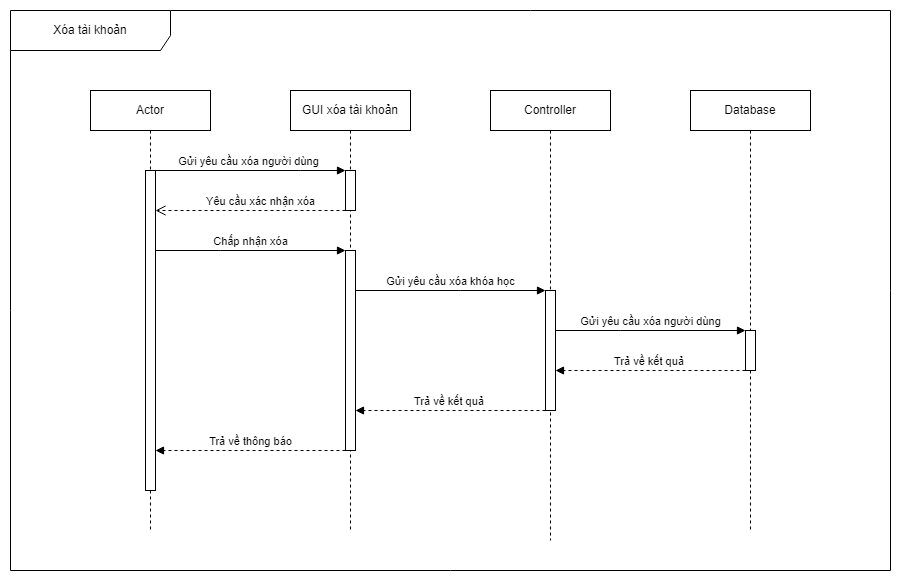 Xóa tài khoản
Actor
GUI xóa tài khoản
Controller
Database
Gửi yêu cầu xóa người dùng
Yêu cầu xác nhận xóa
Chấp nhận xóa
Gửi yêu cầu xóa khóa học
Gửi yêu cầu xóa người dùng
Trả về kết quả
Trả về kết quả
Trả về thông báo